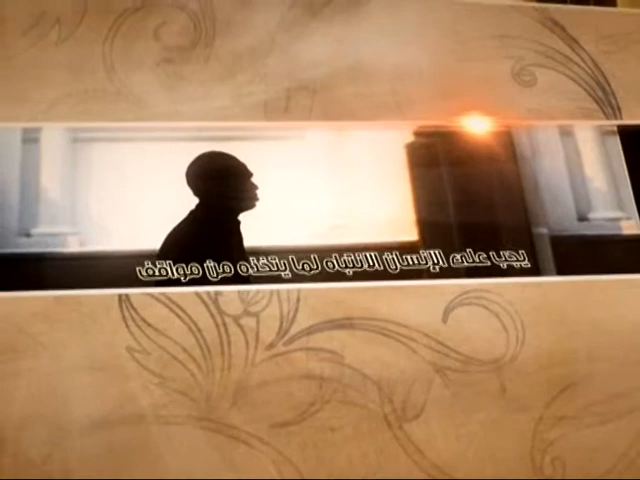 يجب على الإنسان الانتباه لما يتخذه من مواقف